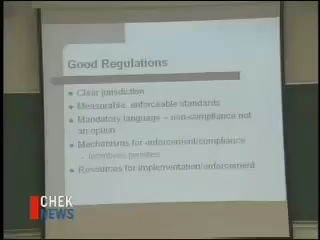 Good Regulations
Clear jurisdiction
Measurable, enforceable standards
Mandatory language – non-compliance not
an option
Mechanisms for enforcement/compliance
Incentives, penalties
Resources for implementation/enforcement
CHEK
NEWS